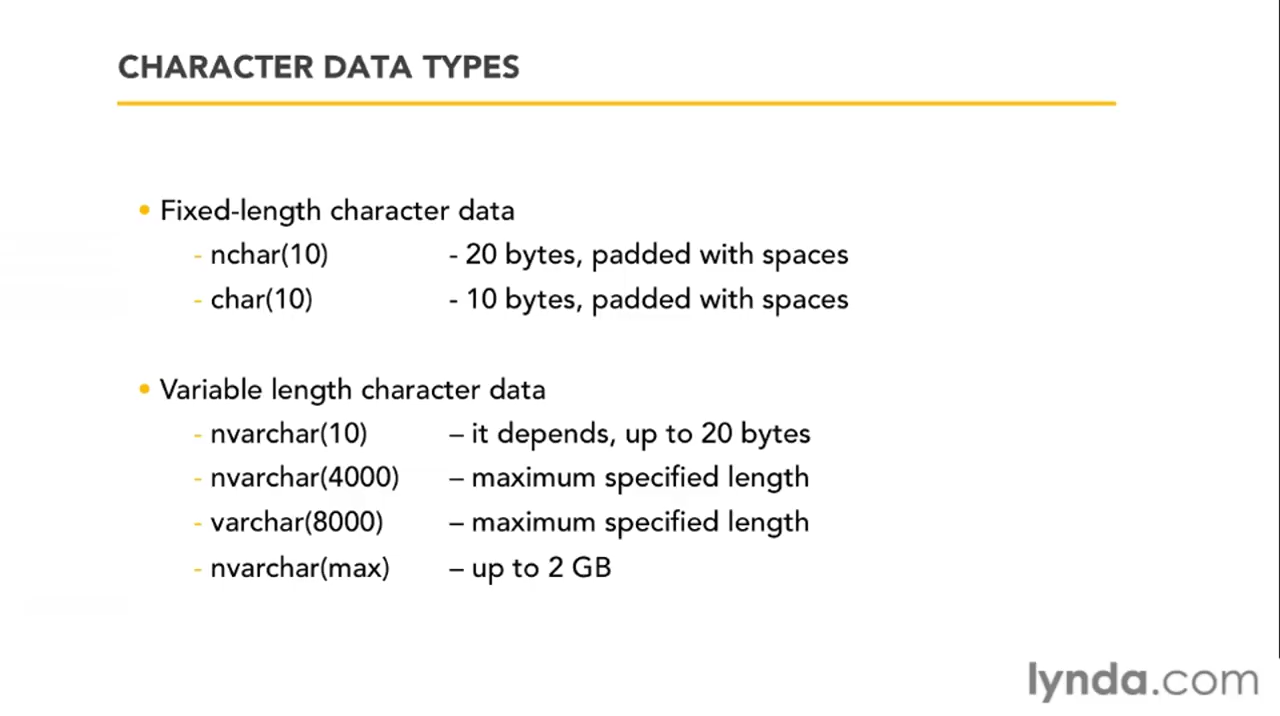 CHARACTER DATA TYPES
• Fixed-length character data
- nchar(10) - 20 bytes, padded with spaces
- char(10) - 10 bytes, padded with spaces
• Variable length character data
- nvarchar(10) – it depends, up to 20 bytes
- nvarchar(4000) – maximum specified length
- varchar(8000) – maximum specified length
- nvarchar(max) – up to 2 GB
lynda.com